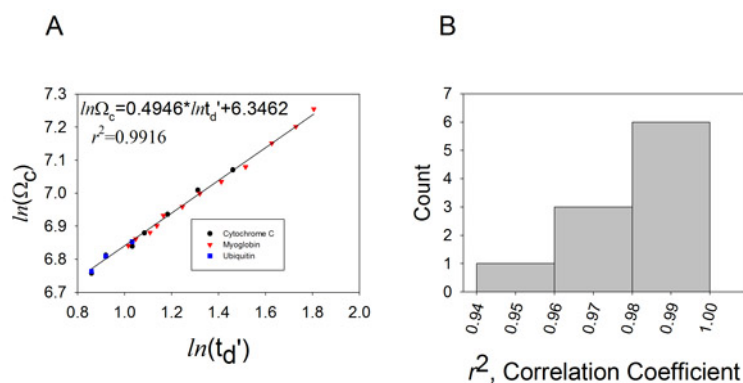 A
lnΩc=0.4946*lntd'+6.3462
r²=0.9916
7.3
7.2
7.1
7.0
6.9
6.8
6.7
ln(Ωc)
Cytochrome C
Myoglobin
Ubiquitin
0.8 1.0 1.2 1.4 1.6 1.8 2.0
ln(td')
B
7
6
5
4
3
2
1
0
Count
0.94 0.95 0.96 0.97 0.98 0.99 1.00
r², Correlation Coefficient